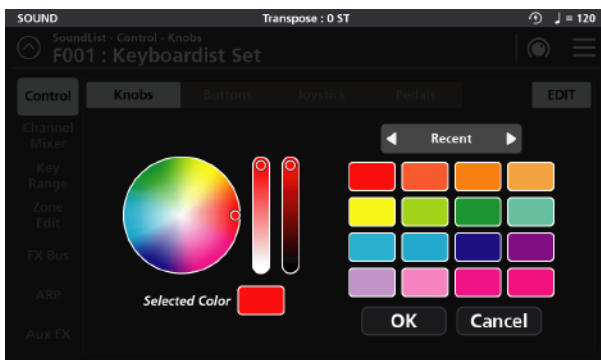 SOUND
Transpose : 0 ST
♩ = 120
SoundList - Control - Knobs
F001 : Keyboardist Set
Control
Knobs
Buttons
Joystick
Pedals
EDIT
Channel
Mixer
Key
Range
Zone
Edit
FX Bus
ARP
Aux FX
Recent
Selected Color
OK
Cancel